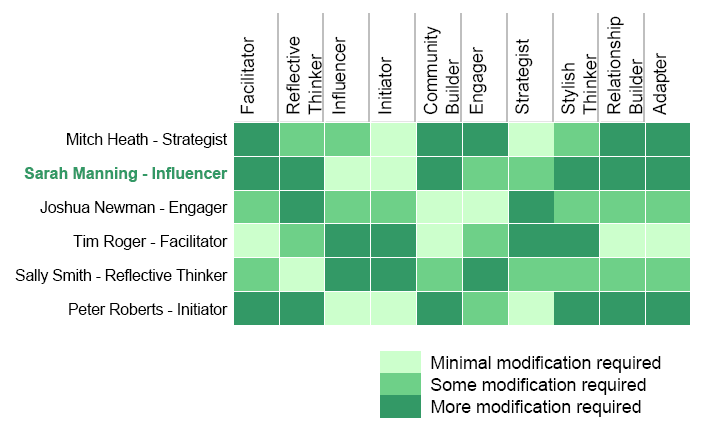 Facilitator
Reflective
Thinker
Influencer
Initiator
Community
Builder
Engager
Strategist
Stylish
Thinker
Relationship
Builder
Adapter
Mitch Heath - Strategist
Sarah Manning - Influencer
Joshua Newman - Engager
Tim Roger - Facilitator
Sally Smith - Reflective Thinker
Peter Roberts - Initiator
Minimal modification required
Some modification required
More modification required